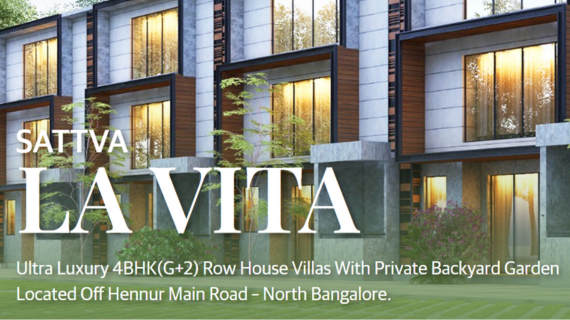 SATTVA
LA VITA
Ultra Luxury 4BHK(G+2) Row House Villas With Private Backyard Garden
Located Off Hennur Main Road - North Bangalore.